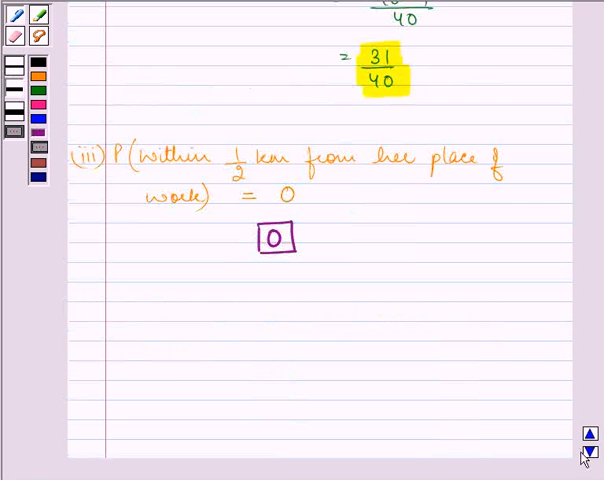 40
= 31
40
(iii) P(within 1/2 km from her place of
work) = 0
0